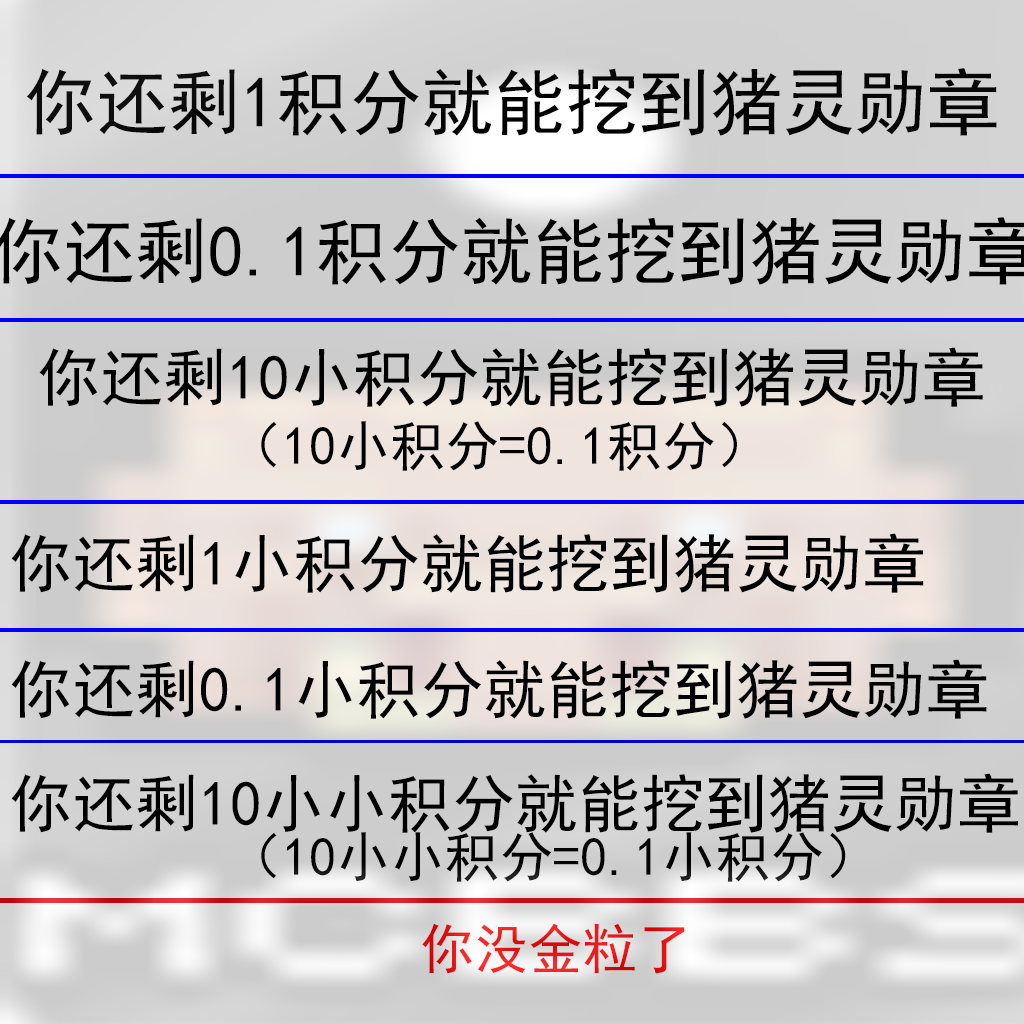 你还剩1积分就能挖到猪灵勋章
你还剩0.1积分就能挖到猪灵勋章
你还剩10小积分就能挖到猪灵勋章
（10小积分=0.1积分）
你还剩1小积分就能挖到猪灵勋章
你还剩0.1小积分就能挖到猪灵勋章
你还剩10小小积分就能挖到猪灵勋章
（10小小积分=0.1小积分）
你没金粒了